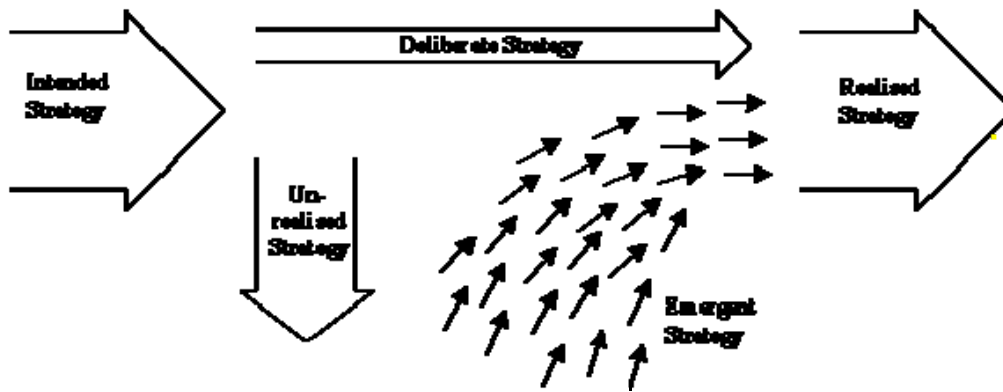 Intended
Strategy
Deliberate Strategy
Realised
Strategy
Un-
realised
Strategy
Emergent
Strategy